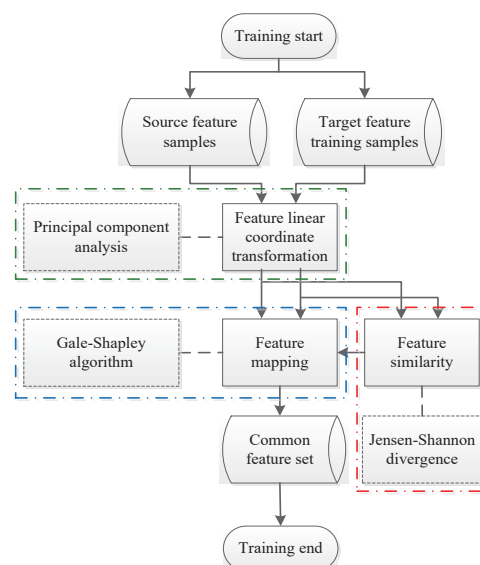 Training start
Source feature
samples
Target feature
training samples
Principal component
analysis
Feature linear
coordinate
transformation
Gale-Shapley
algorithm
Feature
mapping
Feature
similarity
Common
feature set
Jensen-Shannon
divergence
Training end